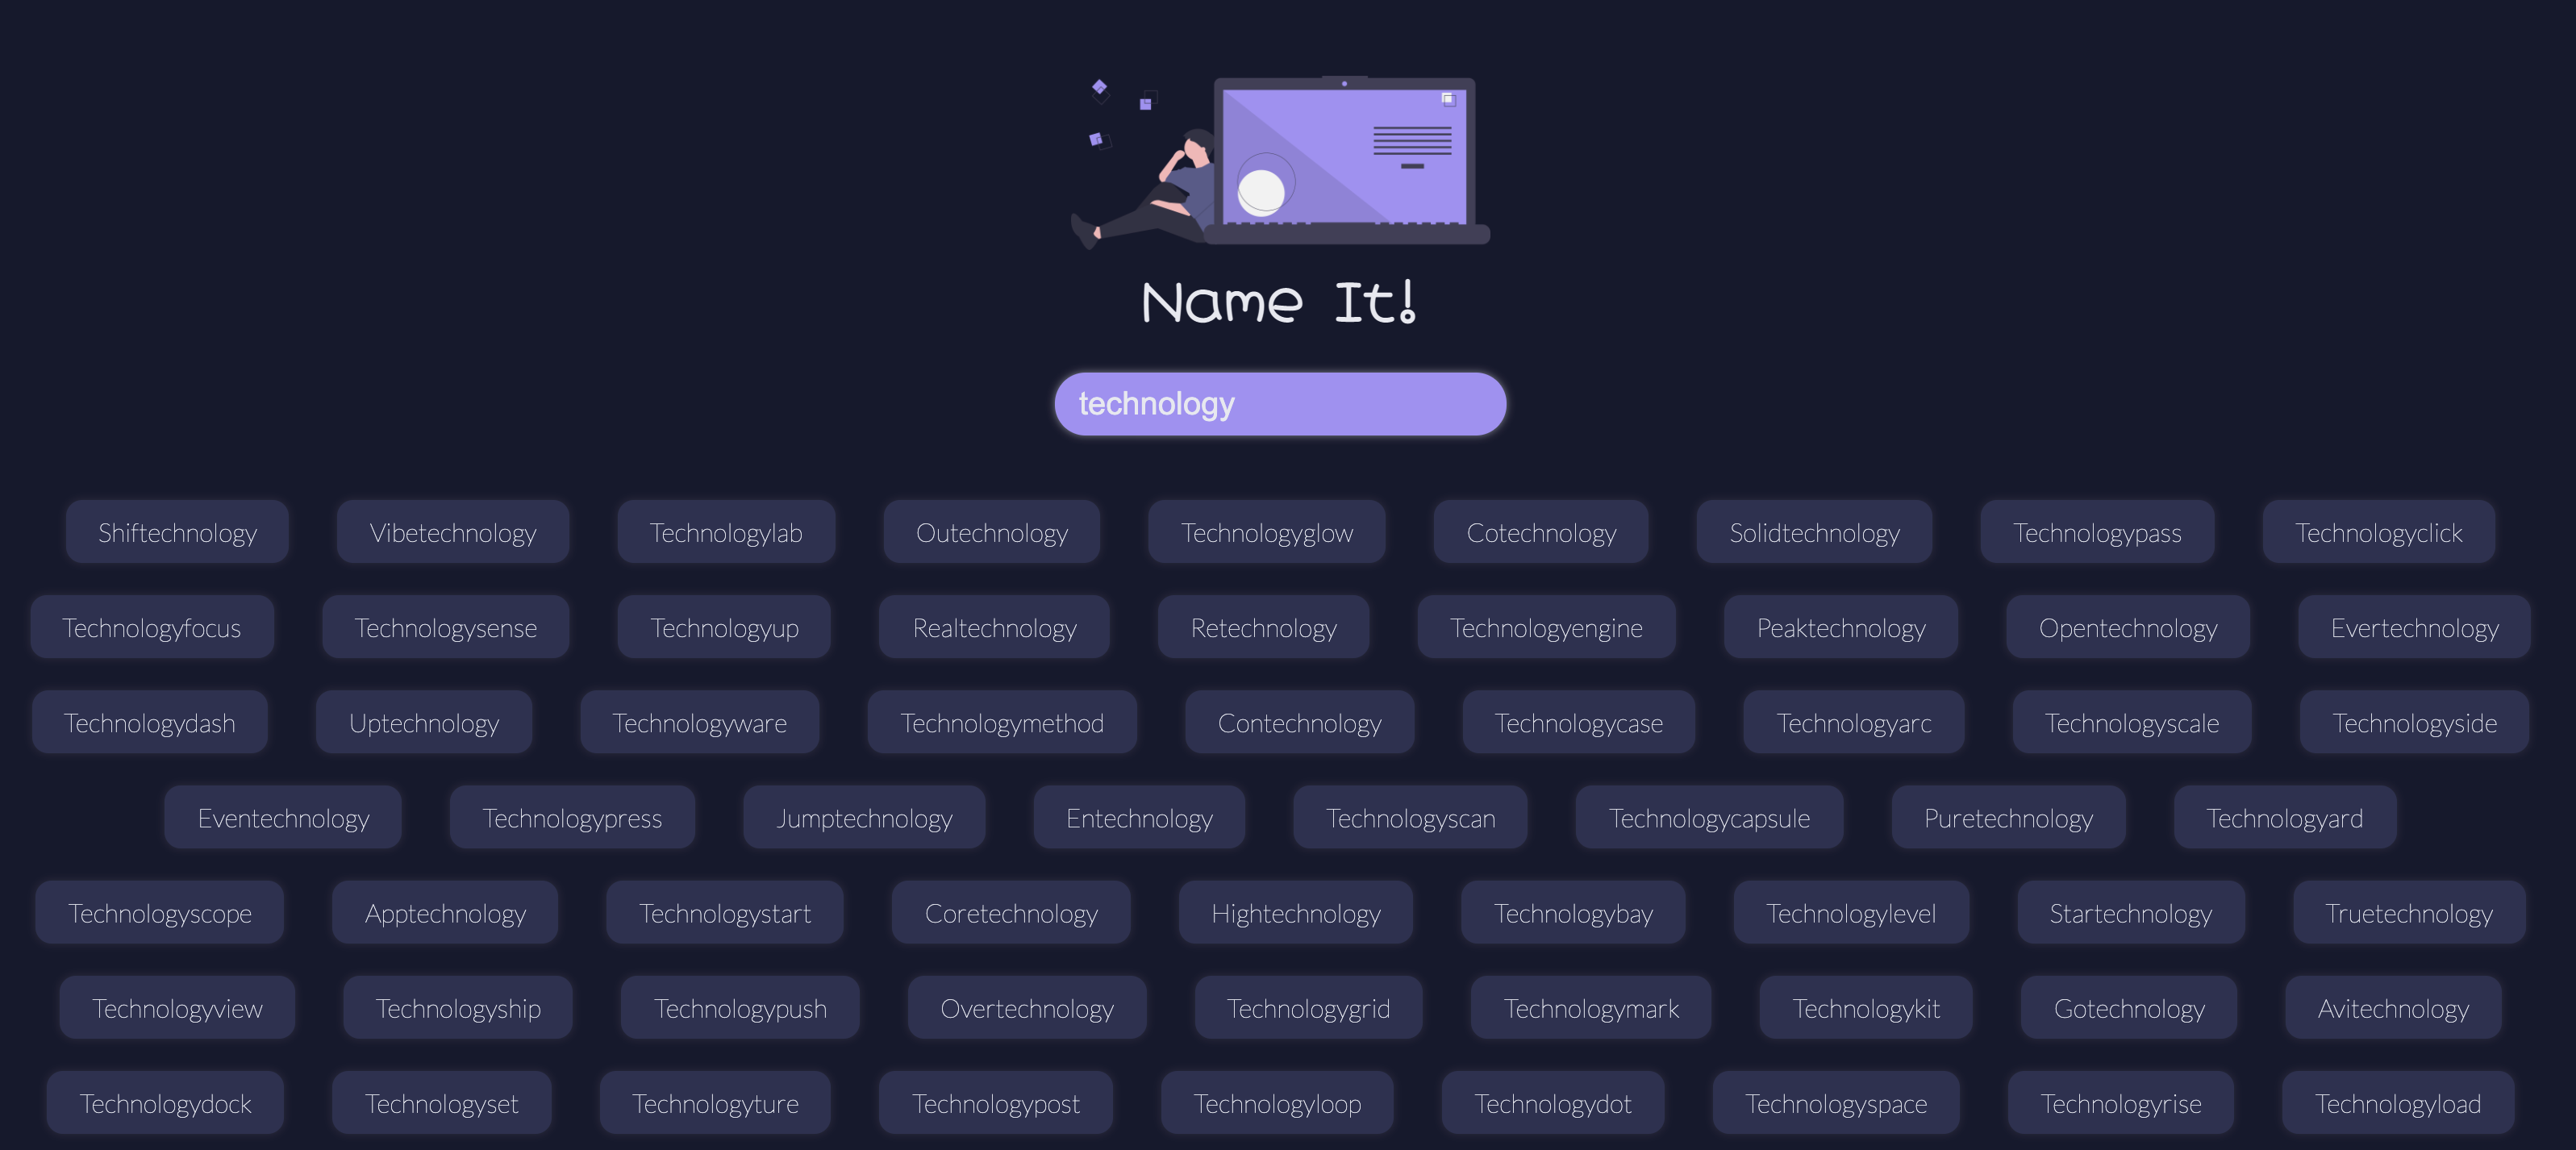 Name It!
technology
Shiftechnology Vibetechnology Technologylab Outechnology Technologyglow Cotechnology Solidtechnology Technologypass Technologyclick
Technologyfocus Technologysense Technologyup Realtechnology Retechnology Technologyengine Peaktechnology Opentechnology Evertechnology
Technologydash Uptechnology Technologyware Technologymethod Contechnology Technologycase Technologyarc Technologyscale Technologyside
Eventechnology Technologypress Jumptechnology Entechnology Technologyscan Technologycapsule Puretechnology Technologyard
Technologyscope Apptechnology Technologystart Coretechnology Hightechnology Technologybay Technologylevel Startechnology Truetechnology
Technologyview Technologyship Technologypush Overtechnology Technologygrid Technologymark Technologykit Gotechnology Avitechnology
Technologydock Technologyset Technologyture Technologypost Technologyloop Technologydot Technologyspace Technologyrise Technologyload